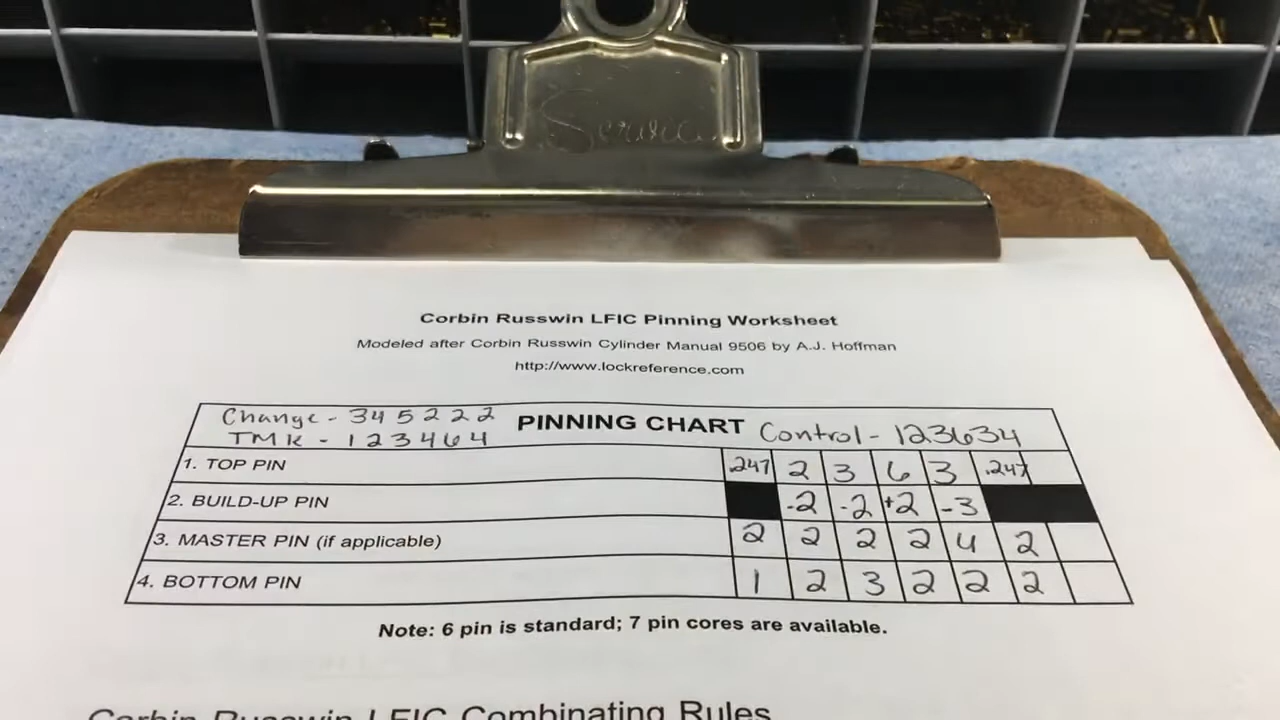 Service
Corbin Russwin LFIC Pinning Worksheet
Modeled after Corbin Russwin Cylinder Manual 9506 by A.J. Hoffman
http://www.lockreference.com
Change - 345222 PINNING CHART Control - 123634
TMK - 123464
1. TOP PIN .247 2 3 6 3 .247
2. BUILD-UP PIN -2 -2 +2 -3
3. MASTER PIN (if applicable) 2 2 2 2 4 2
4. BOTTOM PIN 1 2 3 2 2 2
Note: 6 pin is standard; 7 pin cores are available.
Corbin Russwin LFIC Combinating Rules